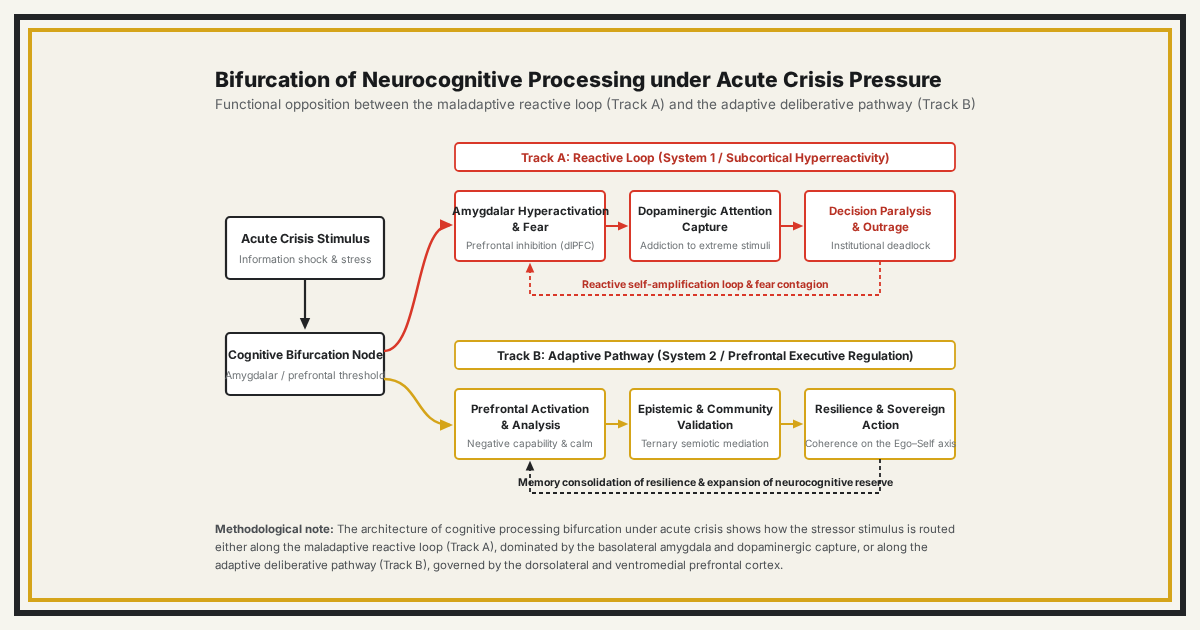 Bifurcation of Neurocognitive Processing under Acute Crisis Pressure
Functional opposition between the maladaptive reactive loop (Track A) and the adaptive deliberative pathway (Track B)
Acute Crisis Stimulus
Information shock & stress
Cognitive Bifurcation Node
Amygdalar / prefrontal threshold
Track A: Reactive Loop (System 1 / Subcortical Hyperreactivity)
Amygdalar Hyperactivation
& Fear
Prefrontal inhibition (dlPFC)
Dopaminergic Attention
Capture
Addiction to extreme stimuli
Decision Paralysis
& Outrage
Institutional deadlock
Reactive self-amplification loop & fear contagion
Track B: Adaptive Pathway (System 2 / Prefrontal Executive Regulation)
Prefrontal Activation
& Analysis
Negative capability & calm
Epistemic & Community
Validation
Ternary semiotic mediation
Resilience & Sovereign
Action
Coherence on the Ego–Self axis
Memory consolidation of resilience & expansion of neurocognitive reserve
Methodological note: The architecture of cognitive processing bifurcation under acute crisis shows how the stressor stimulus is routed
either along the maladaptive reactive loop (Track A), dominated by the basolateral amygdala and dopaminergic capture, or along the
adaptive deliberative pathway (Track B), governed by the dorsolateral and ventromedial prefrontal cortex.